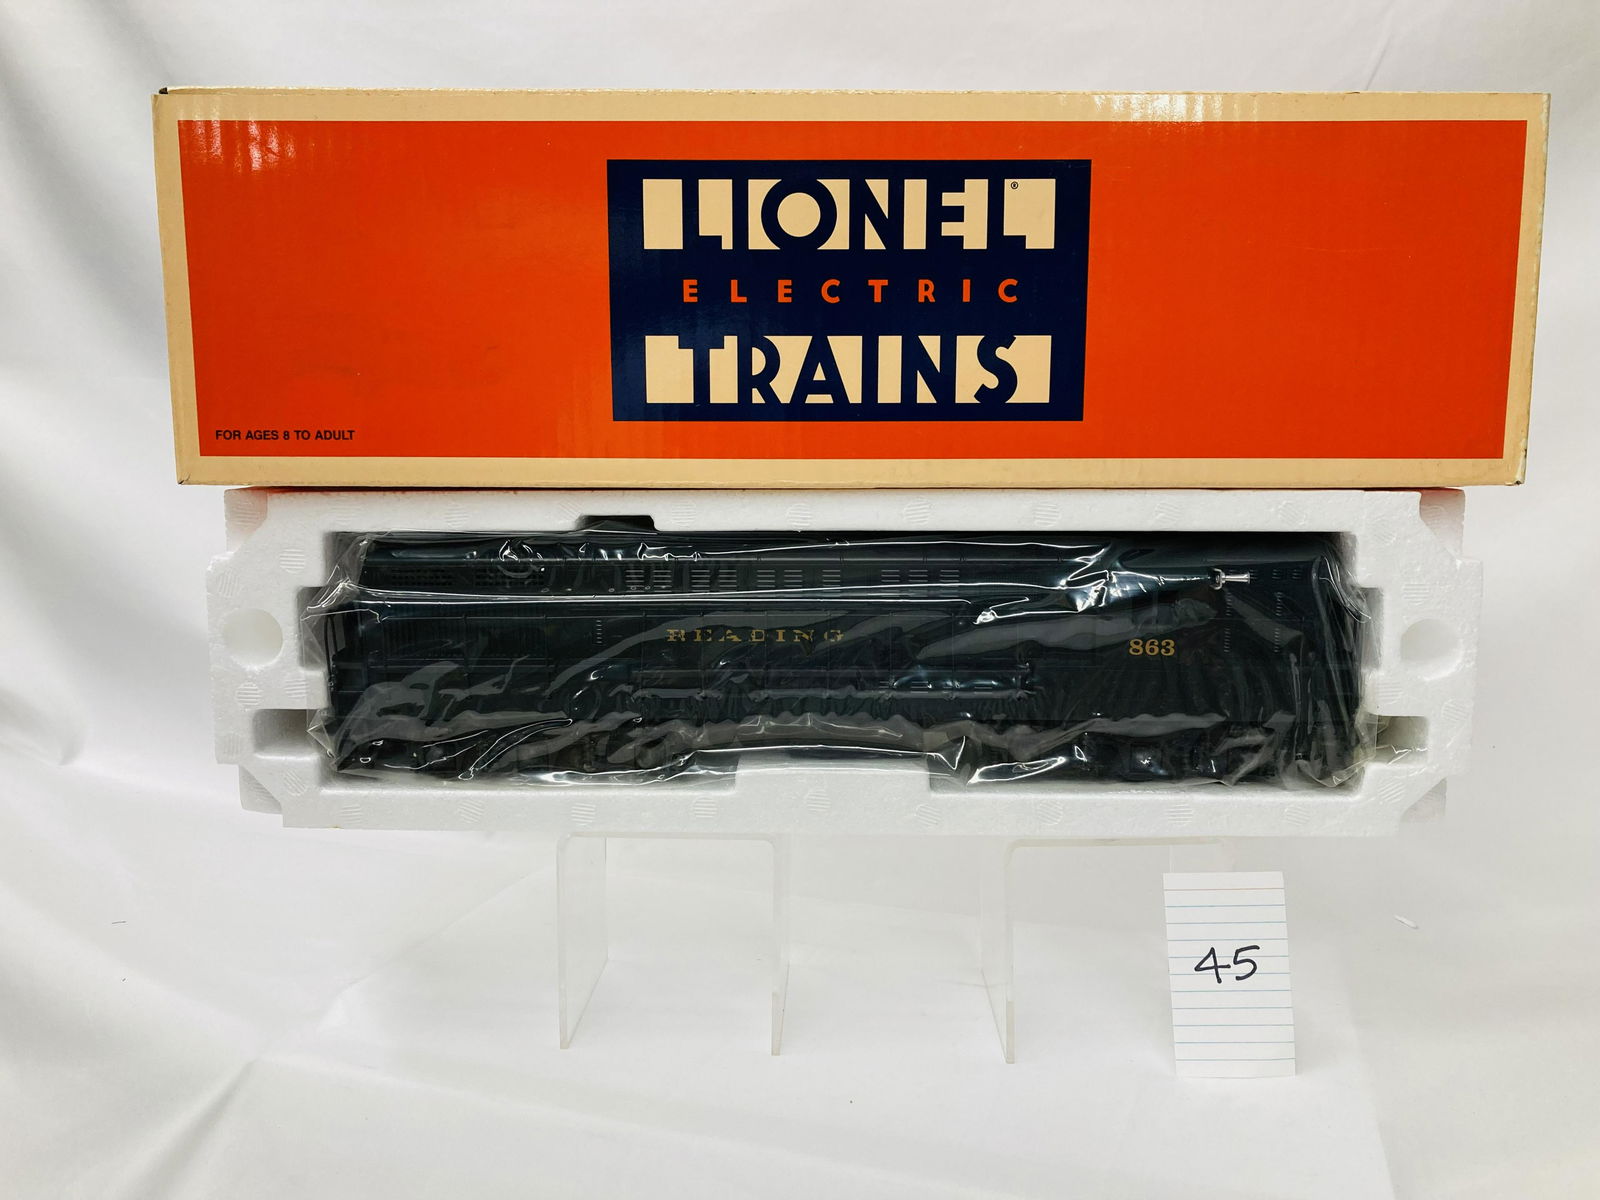 LIONEL®
ELECTRIC
TRAINS
FOR AGES 8 TO ADULT
READING
863
45